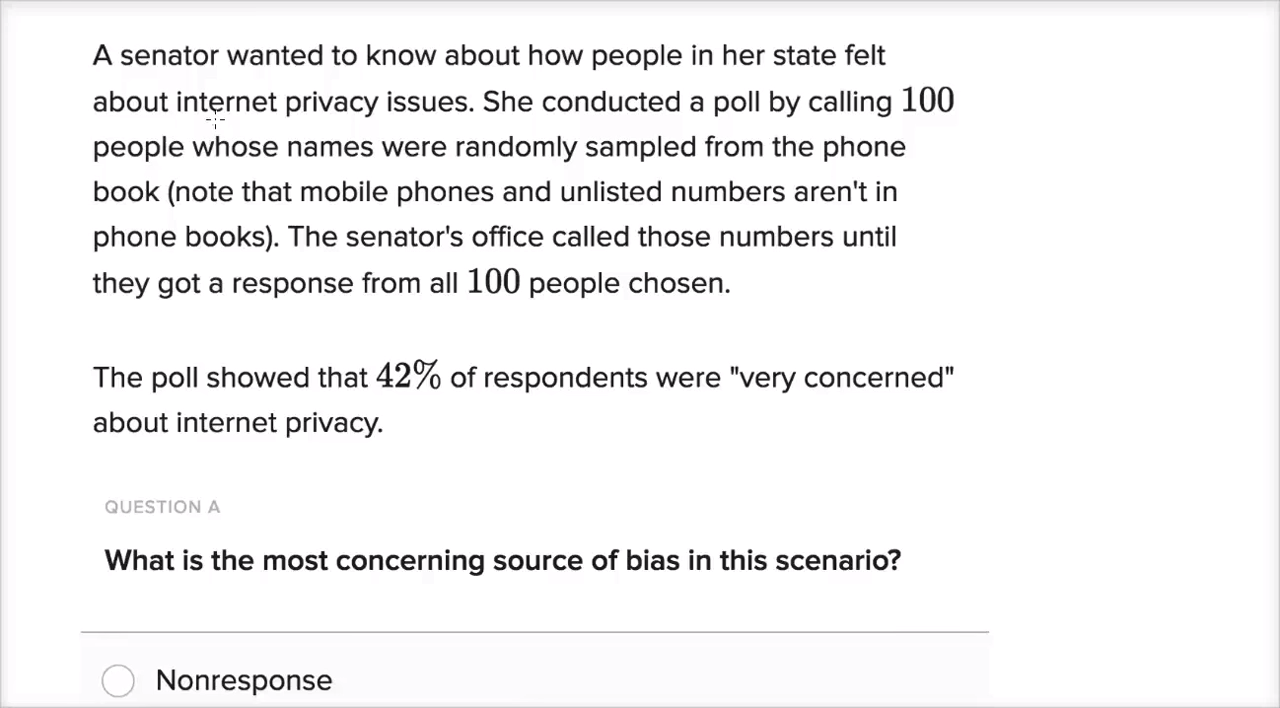 A senator wanted to know about how people in her state felt
about internet privacy issues. She conducted a poll by calling 100
people whose names were randomly sampled from the phone
book (note that mobile phones and unlisted numbers aren't in
phone books). The senator's office called those numbers until
they got a response from all 100 people chosen.
The poll showed that 42% of respondents were "very concerned"
about internet privacy.
QUESTION A
What is the most concerning source of bias in this scenario?
Nonresponse